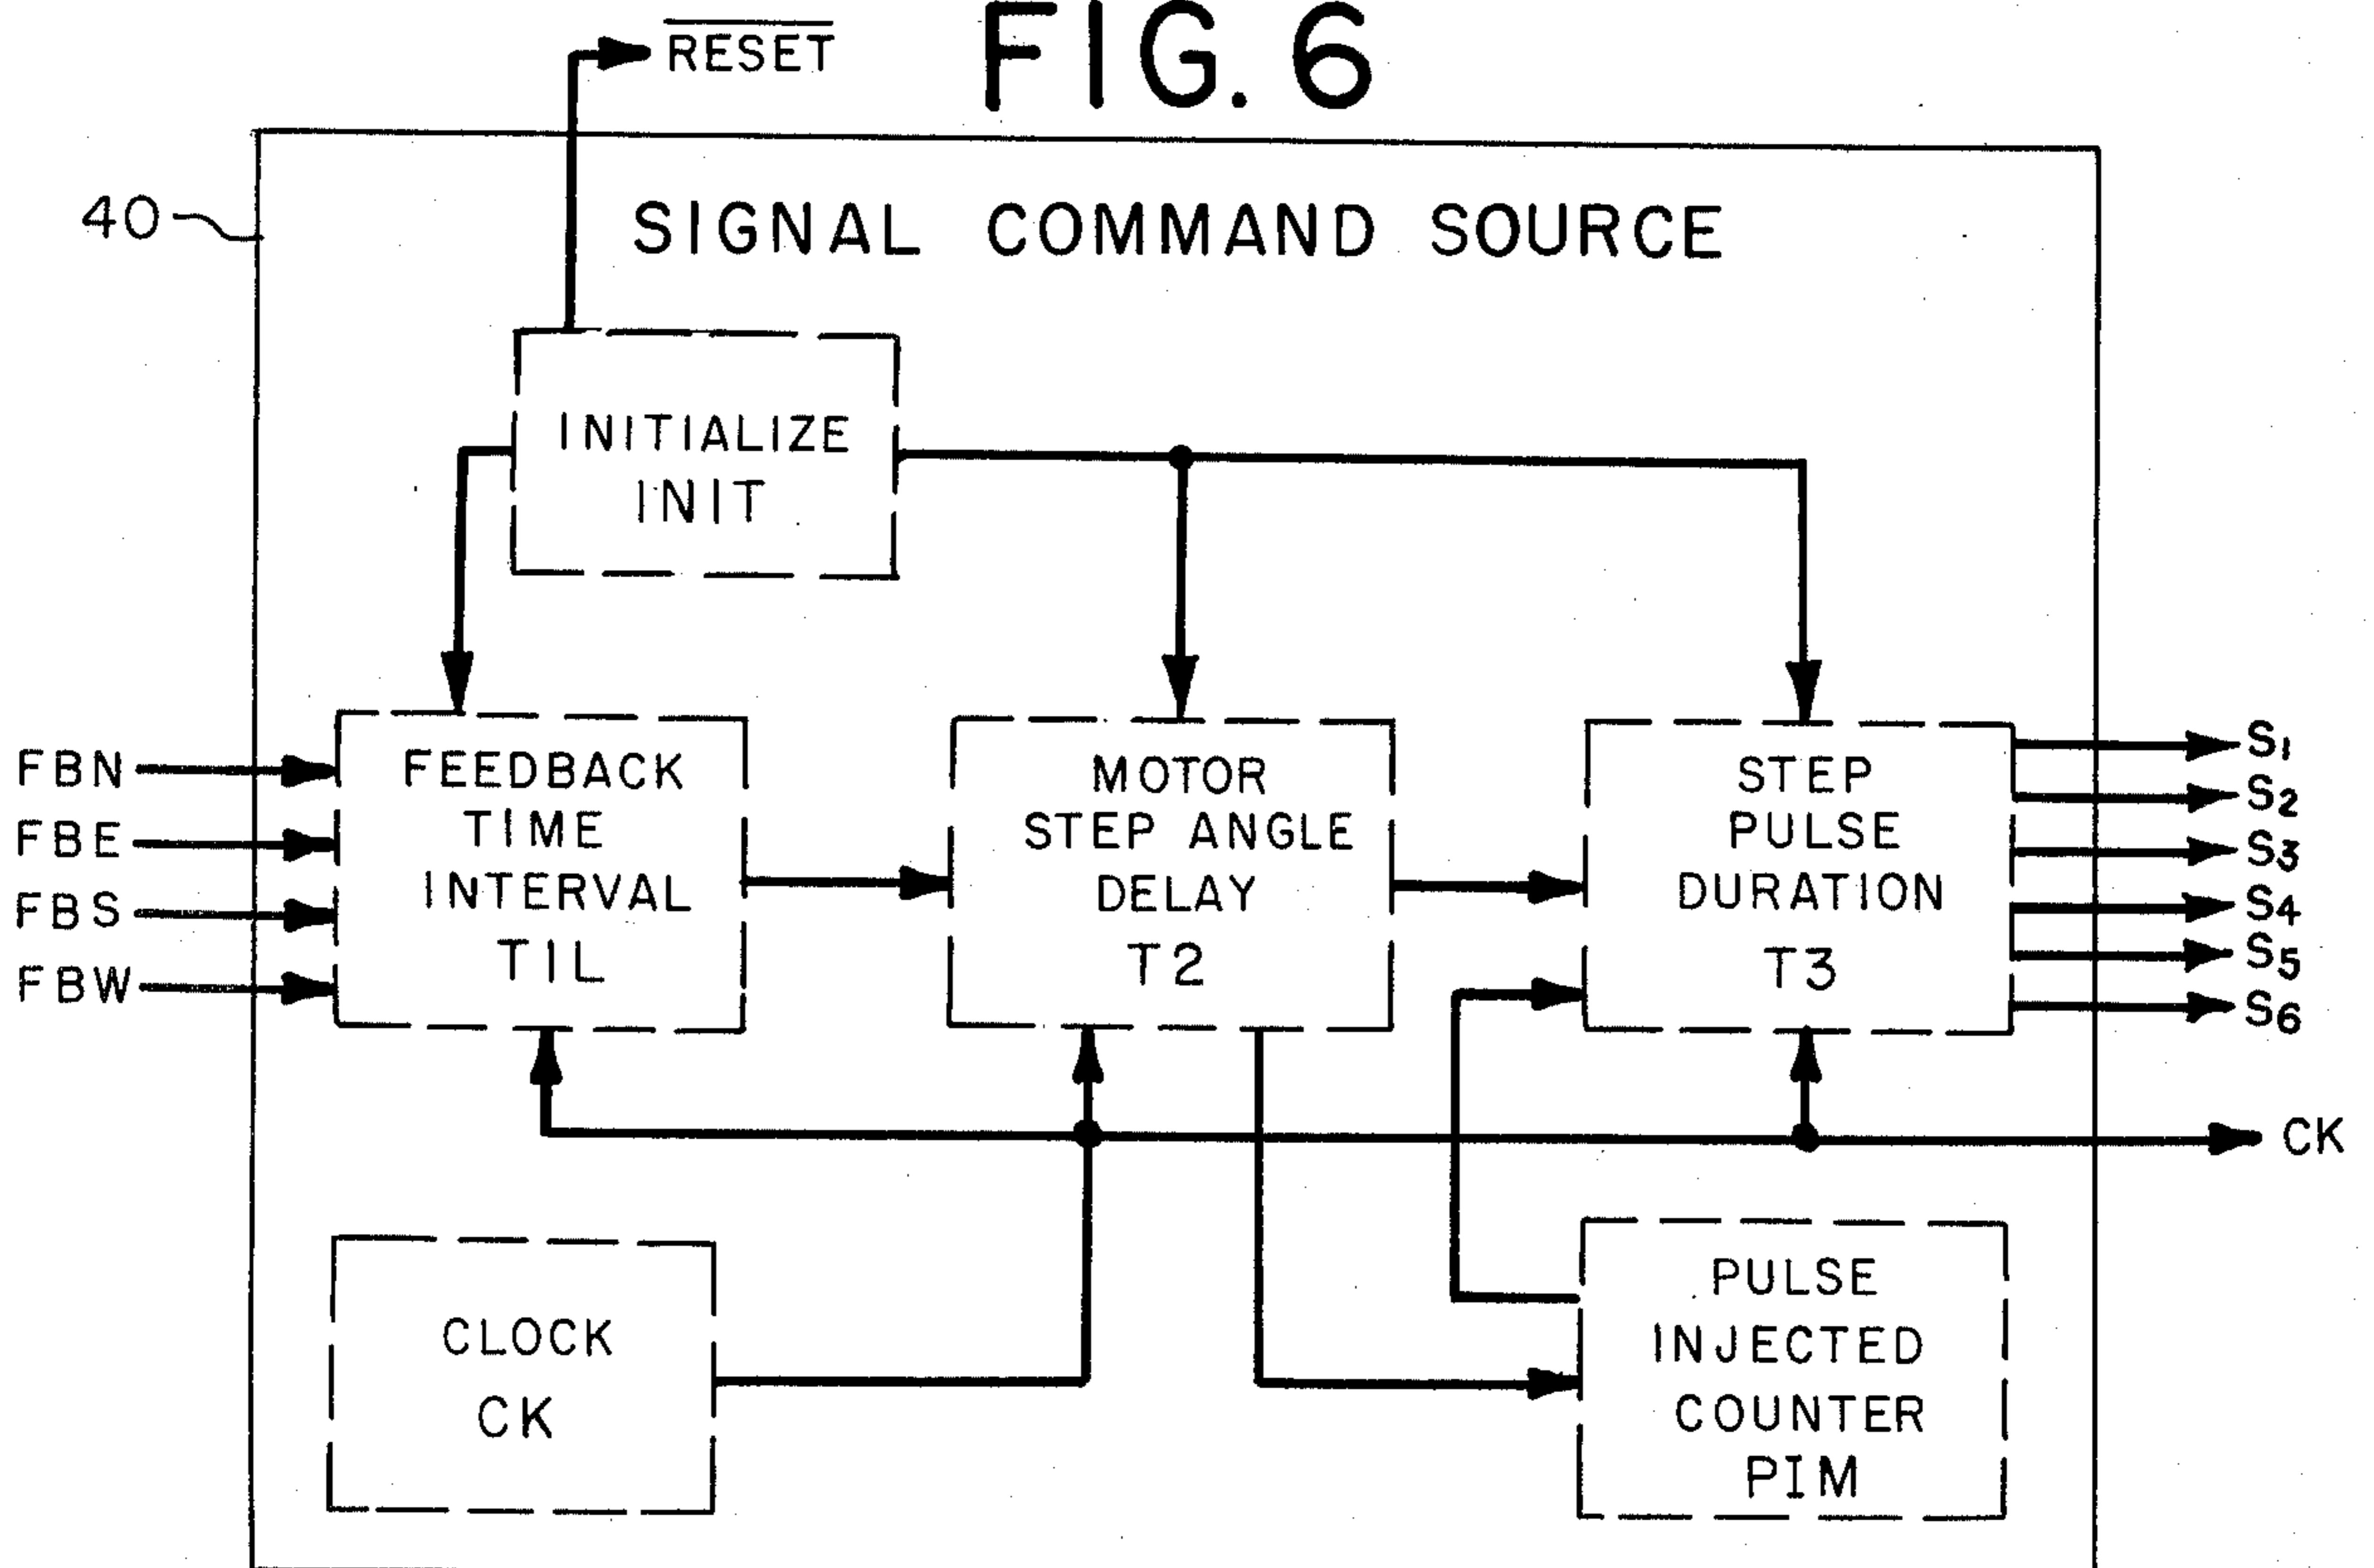 FIG. 6
RESET
40
SIGNAL COMMAND SOURCE
INITIALIZE
INIT
FBN
FBE
FBS
FBW
FEEDBACK
TIME
INTERVAL
TIL
MOTOR
STEP ANGLE
DELAY
T2
STEP
PULSE
DURATION
T3
S1
S2
S3
S4
S5
S6
CK
CLOCK
CK
PULSE
INJECTED
COUNTER
PIM